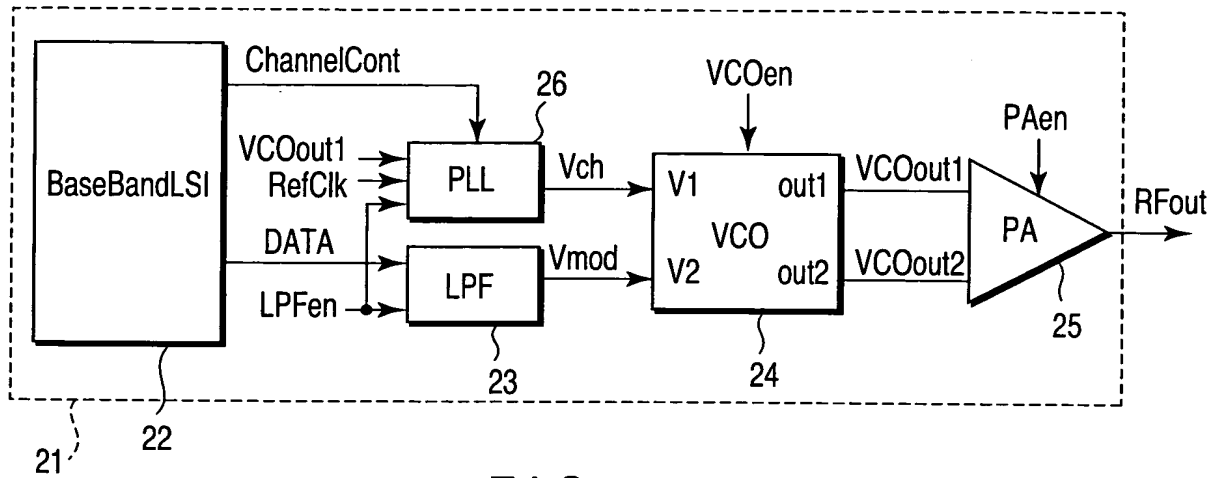 ChannelCont
26
VCOen
PAen
VCOout1
RefClk
PLL
Vch
V1
out1
VCOout1
RFout
BaseBandLSI
VCO
PA
DATA
LPF
Vmod
V2
out2
VCOout2
LPFen
25
23
24
22
21